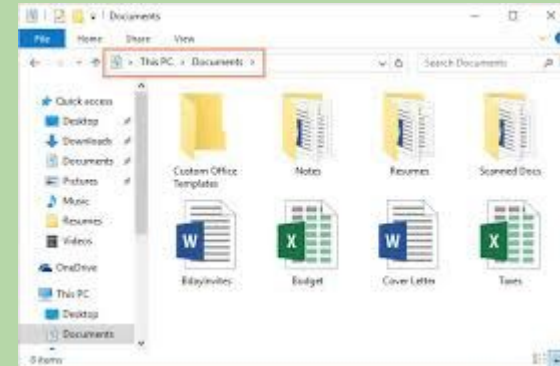 Documents
File Home Share View
This PC > Documents >
Search Documents
Quick access
Desktop
Downloads
Documents
Pictures
Music
Resumes
Videos
OneDrive
This PC
Desktop
Documents
Custom Office
Templates
Notes
Resumes
Scanned Docs
W
X
W
X
Bdayinvites
Budget
Cover Letter
Taxes
8 items